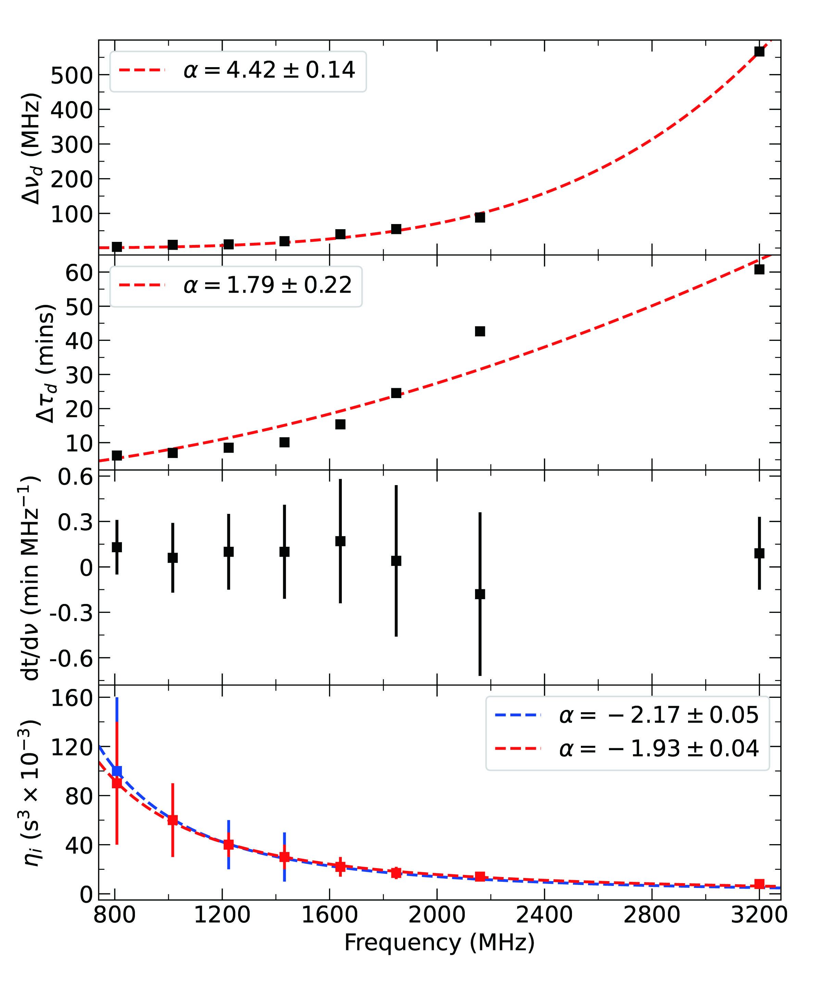 Δν_d (MHz)
500
400
300
200
100
α = 4.42 ± 0.14
Δτ_d (mins)
60
50
40
30
20
10
α = 1.79 ± 0.22
dt/dν (min MHz⁻¹)
0.6
0.3
0
-0.3
-0.6
η_i (s³ × 10⁻³)
160
120
80
40
0
α = −2.17 ± 0.05
α = −1.93 ± 0.04
800 1200 1600 2000 2400 2800 3200
Frequency (MHz)